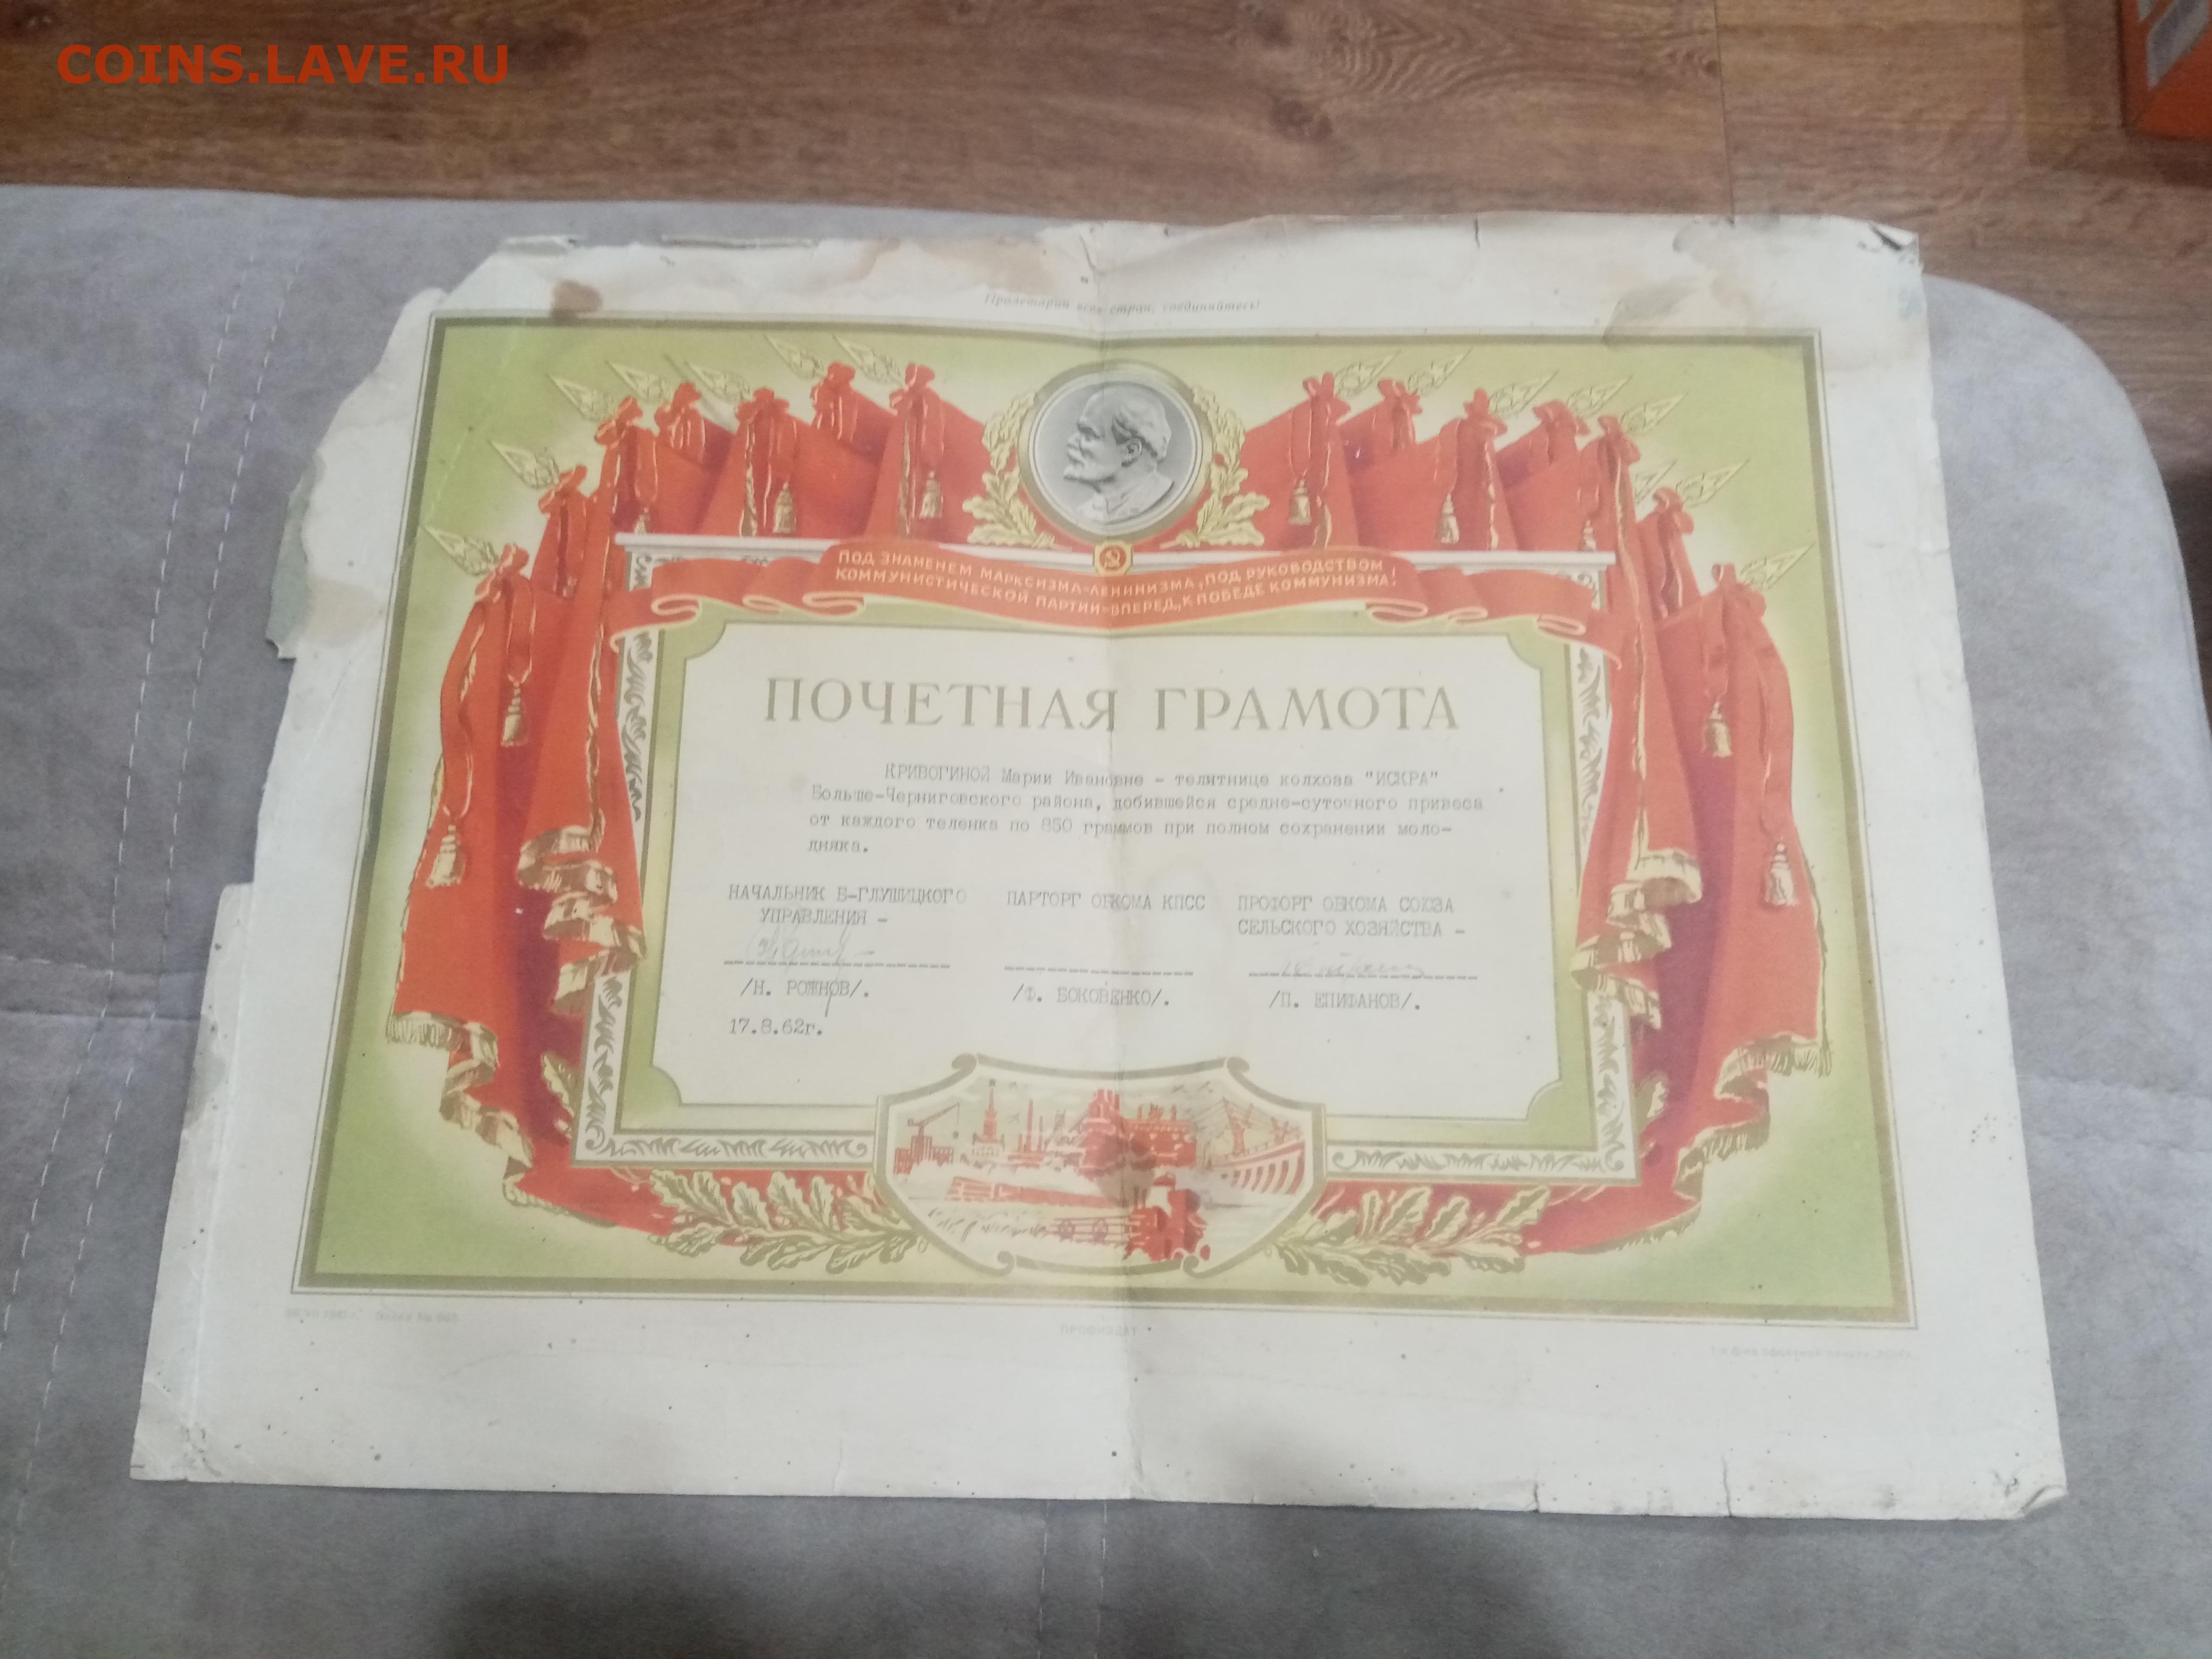 COINS.LAVE.RU
Пролетарии всех стран, соединяйтесь!
ПОД ЗНАМЕНЕМ МАРКСИЗМА-ЛЕНИНИЗМА, ПОД РУКОВОДСТВОМ
КОММУНИСТИЧЕСКОЙ ПАРТИИ-ВПЕРЕД, К ПОБЕДЕ КОММУНИЗМА!
ПОЧЕТНАЯ ГРАМОТА
КРИВОГИНОЙ Марии Ивановне - телятнице колхоза "ИСКРА"
Больше-Черниговского района, добившейся средне-суточного привеса
от каждого теленка по 850 граммов при полном сохранении моло-
дняка.
НАЧАЛЬНИК Б-ГЛУШИЦКОГО ПАРТОРГ ОБКОМА КПСС ПРОФОРГ ОБКОМА СОЮЗА
УПРАВЛЕНИЯ - СЕЛЬСКОГО ХОЗЯЙСТВА -
/Н. РОЖНОВ/. /Ф. БОКОВЕНКО/. /П. ЕПИФАНОВ/.
17.8.62г.
ПРОФИЗДАТ